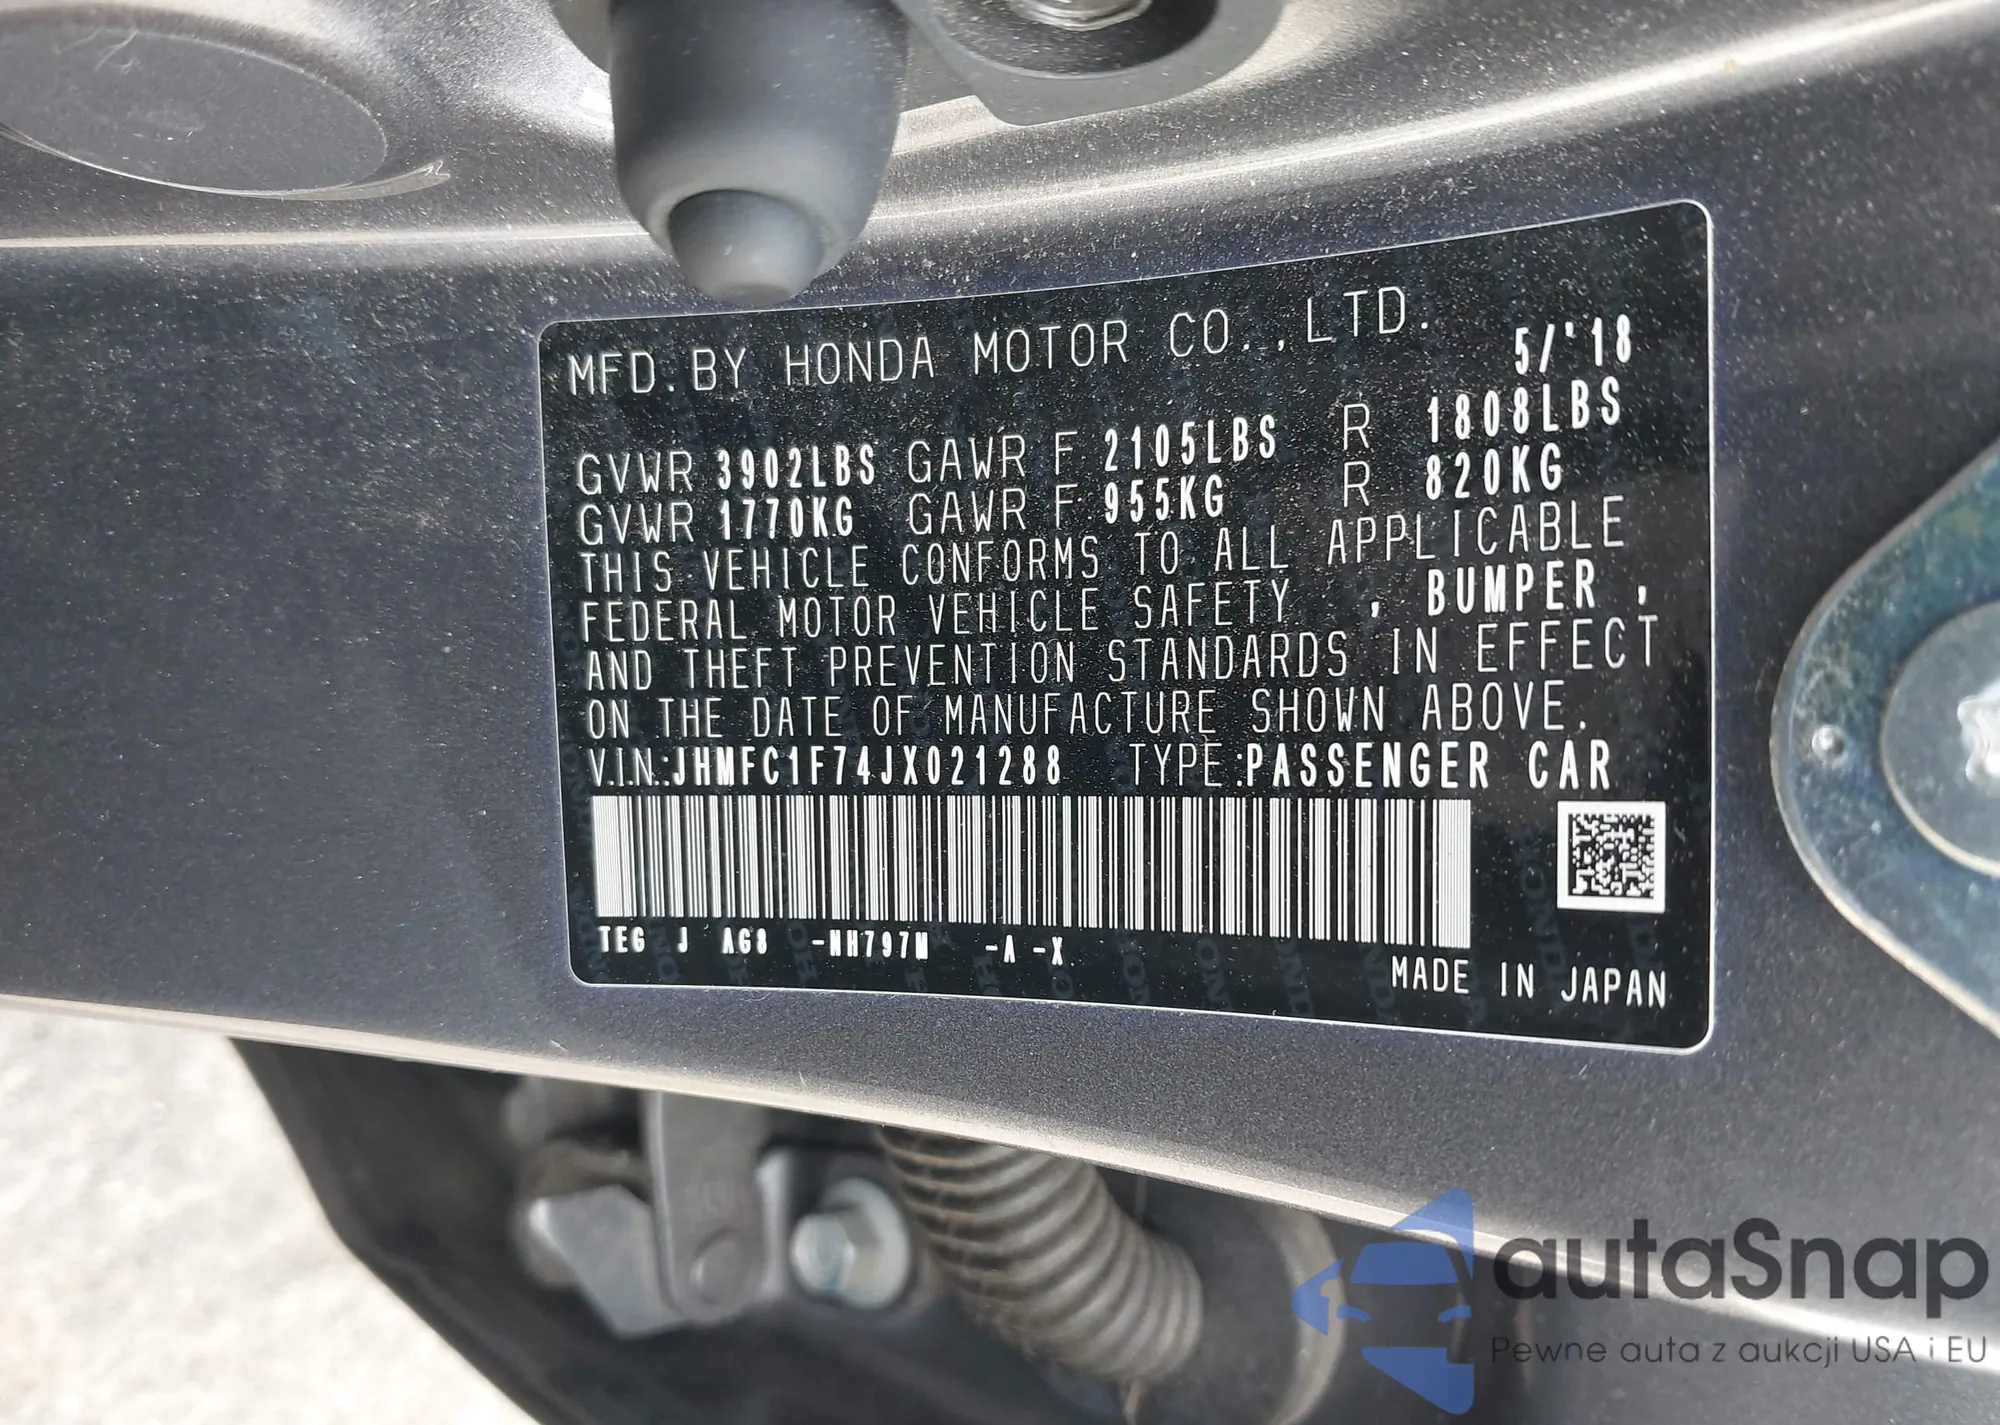 MFD. BY HONDA MOTOR CO., LTD. 5/'18
GVWR 3902LBS GAWR F 2105LBS R 1808LBS
GVWR 1770KG GAWR F 955KG R 820KG
THIS VEHICLE CONFORMS TO ALL APPLICABLE
FEDERAL MOTOR VEHICLE SAFETY , BUMPER ,
AND THEFT PREVENTION STANDARDS IN EFFECT
ON THE DATE OF MANUFACTURE SHOWN ABOVE.
V.I.N.:JHMFC1F74JX021288 TYPE:PASSENGER CAR
TEG J AG8 -NH797M -A -X
MADE IN JAPAN
autaSnap
Pewne auta z aukcji USA i EU